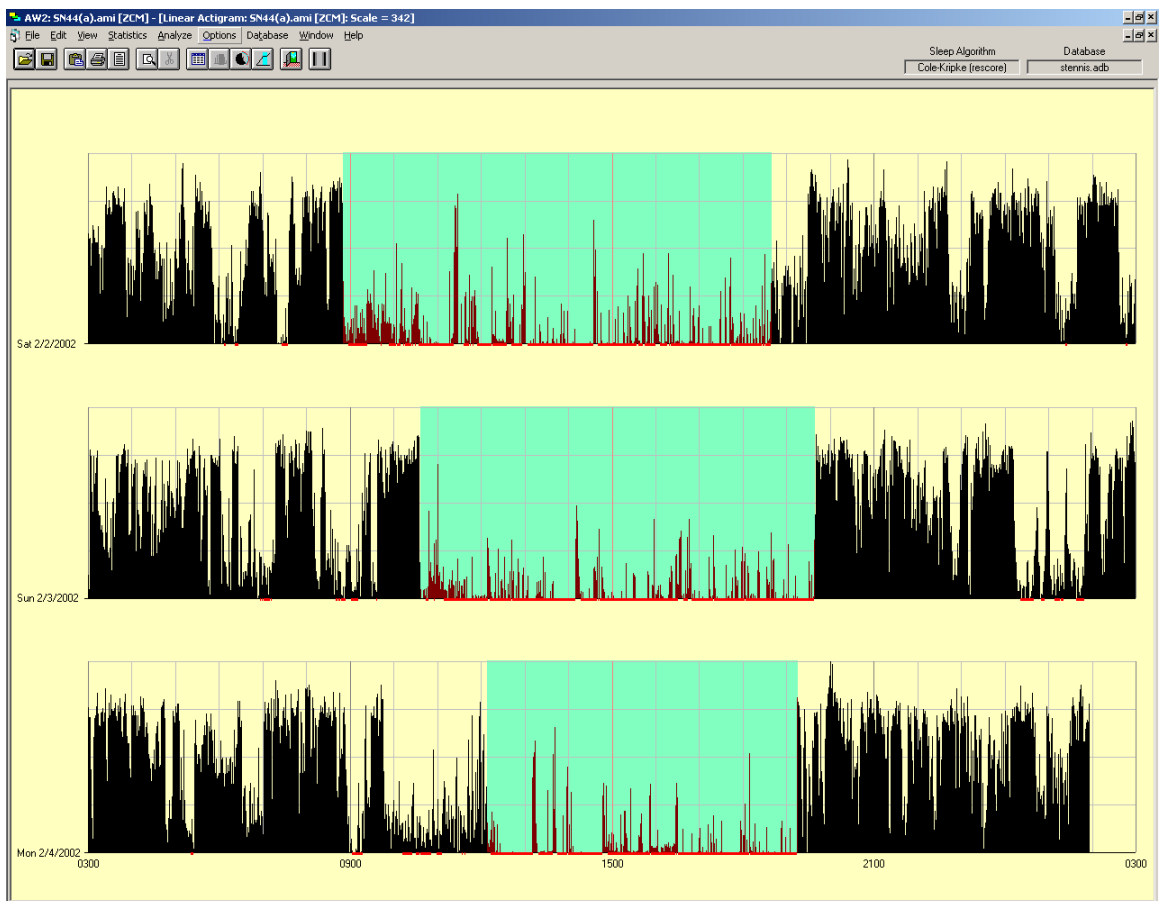 AW2: SN44(a).ami [ZCM] - [Linear Actigram: SN44(a).ami [ZCM]: Scale = 342]
File Edit View Statistics Analyze Options Database Window Help
Sleep Algorithm Database
Cole-Kripke (rescore) stennis.adb
Sat 2/2/2002
Sun 2/3/2002
Mon 2/4/2002
0300 0900 1500 2100 0300